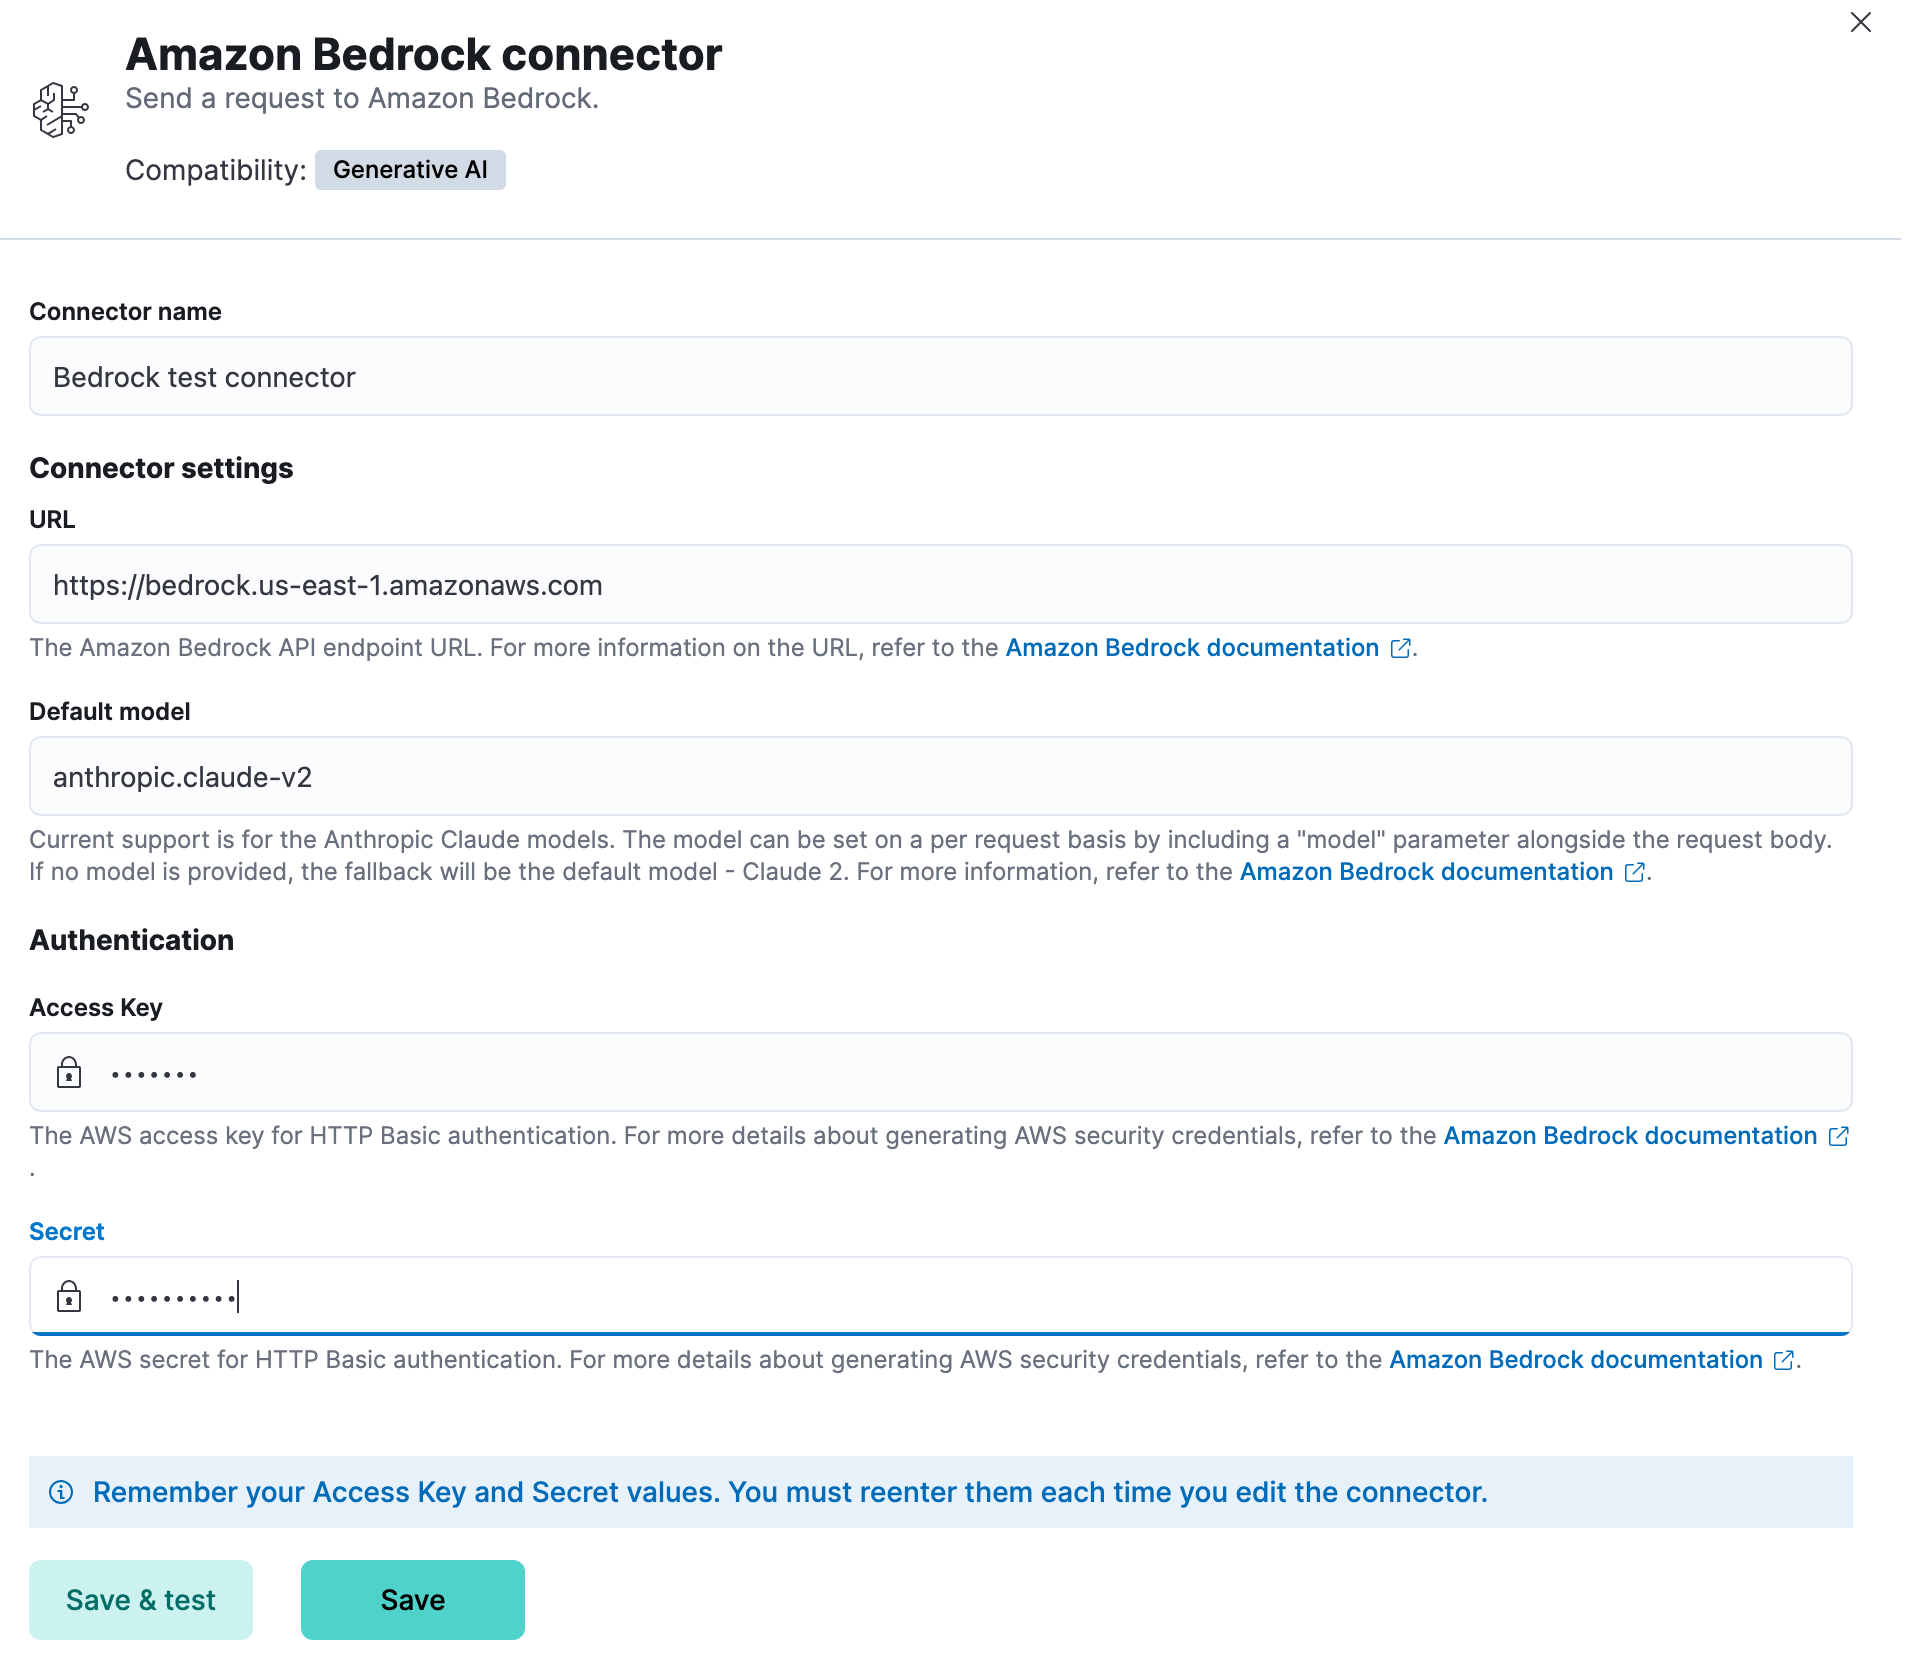 Amazon Bedrock connector
Send a request to Amazon Bedrock.
Compatibility: Generative AI
Connector name
Bedrock test connector
Connector settings
URL
https://bedrock.us-east-1.amazonaws.com
The Amazon Bedrock API endpoint URL. For more information on the URL, refer to the Amazon Bedrock documentation.
Default model
anthropic.claude-v2
Current support is for the Anthropic Claude models. The model can be set on a per request basis by including a "model" parameter alongside the request body.
If no model is provided, the fallback will be the default model - Claude 2. For more information, refer to the Amazon Bedrock documentation.
Authentication
Access Key
•••••••
The AWS access key for HTTP Basic authentication. For more details about generating AWS security credentials, refer to the Amazon Bedrock documentation
.
Secret
••••••••••
The AWS secret for HTTP Basic authentication. For more details about generating AWS security credentials, refer to the Amazon Bedrock documentation.
Remember your Access Key and Secret values. You must reenter them each time you edit the connector.
Save & test
Save